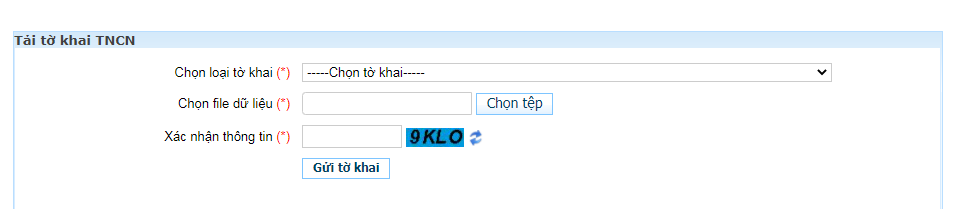 Tải tờ khai TNCN
Chọn loại tờ khai (*) -----Chọn tờ khai-----
Chọn file dữ liệu (*) Chọn tệp
Xác nhận thông tin (*) 9KLO
Gửi tờ khai